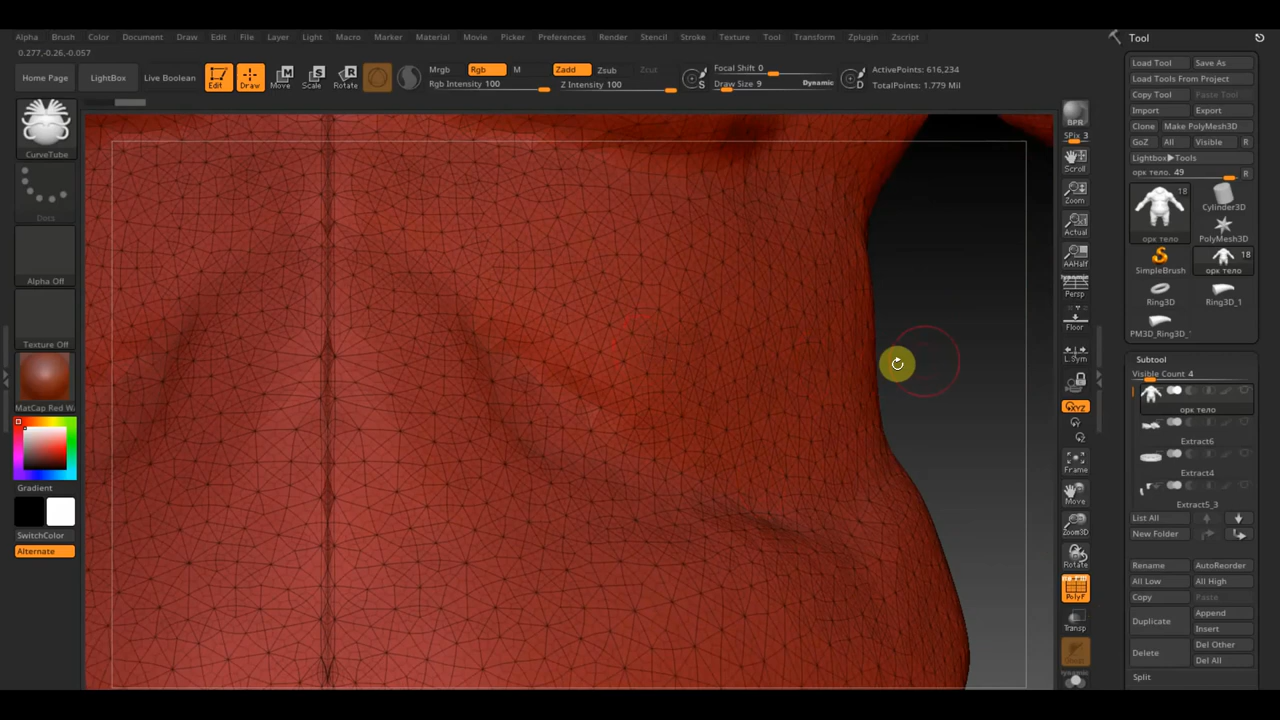 Alpha Brush Color Document Draw Edit File Layer Light Macro Marker Material Movie Picker Preferences Render Stencil Stroke Texture Tool Transform Zplugin Zscript
Tool
0.277,-0.26,-0.057
Home Page LightBox Live Boolean Edit Draw Move Scale Rotate
Mrgb Rgb M Zadd Zsub Zcut
Rgb Intensity 100 Z Intensity 100
Focal Shift 0
Draw Size 9 Dynamic
S D
ActivePoints: 616,234
TotalPoints: 1.779 Mil
CurveTube
Dots
Alpha Off
Texture Off
MatCap Red Wa
Gradient
SwitchColor
Alternate
BPR
SPix 3
Scroll
Zoom
Actual
AAHalf
Persp
Floor
L.Sym
XYZ
Frame
Move
Zoom3D
Rotate
PolyF
Transp
Load Tool Save As
Load Tools From Project
Copy Tool Paste Tool
Import Export
Clone Make PolyMesh3D
GoZ All Visible R
Lightbox▶Tools
орк тело. 49 R
18
орк тело Cylinder3D
PolyMesh3D
SimpleBrush 18 орк тело
Ring3D Ring3D_1
PM3D_Ring3D_
Subtool
Visible Count 4
орк тело
Extract6
Extract4
Extract5_3
List All
New Folder
Rename AutoReorder
All Low All High
Copy Paste
Duplicate Append
Insert
Delete Del Other
Del All
Split